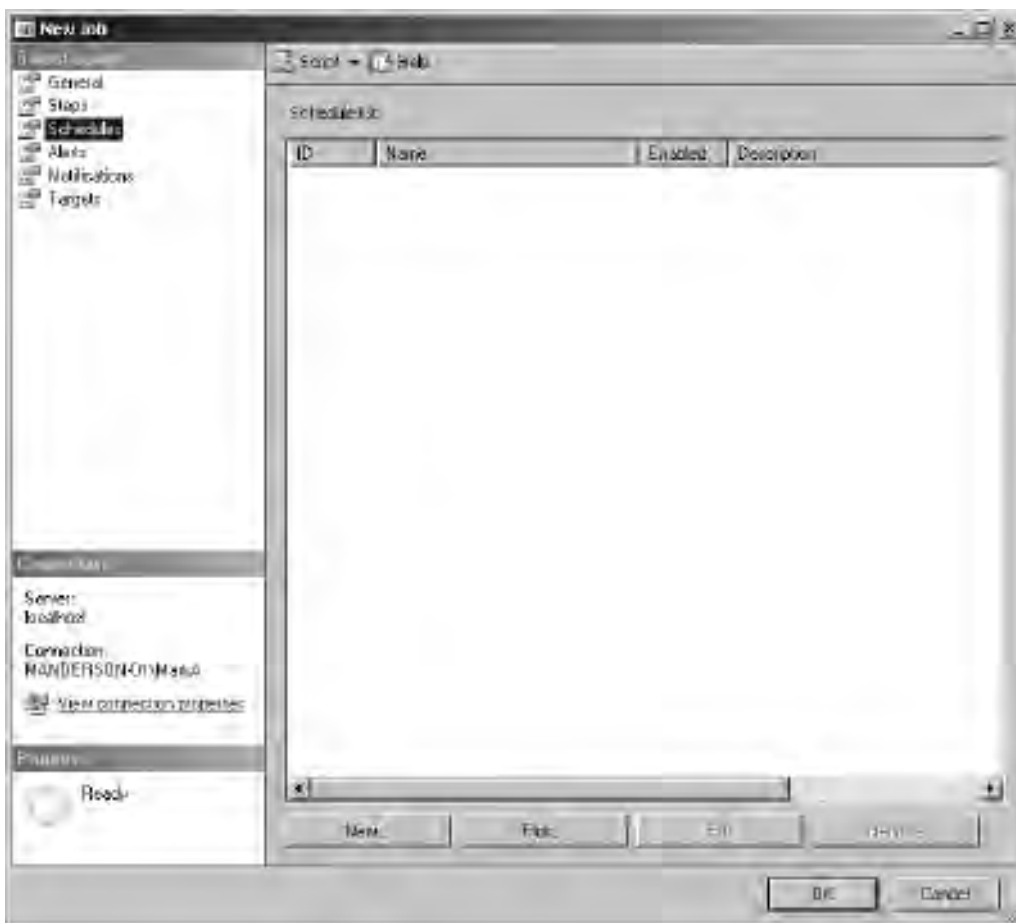 New Job
Script Help
General
Steps
Schedules
Alerts
Notifications
Targets
Schedule list:
ID Name Enabled Description
Connection
Server:
localhost
Connection:
View connection properties
Progress
Ready
New... Pick... Edit Remove
OK Cancel